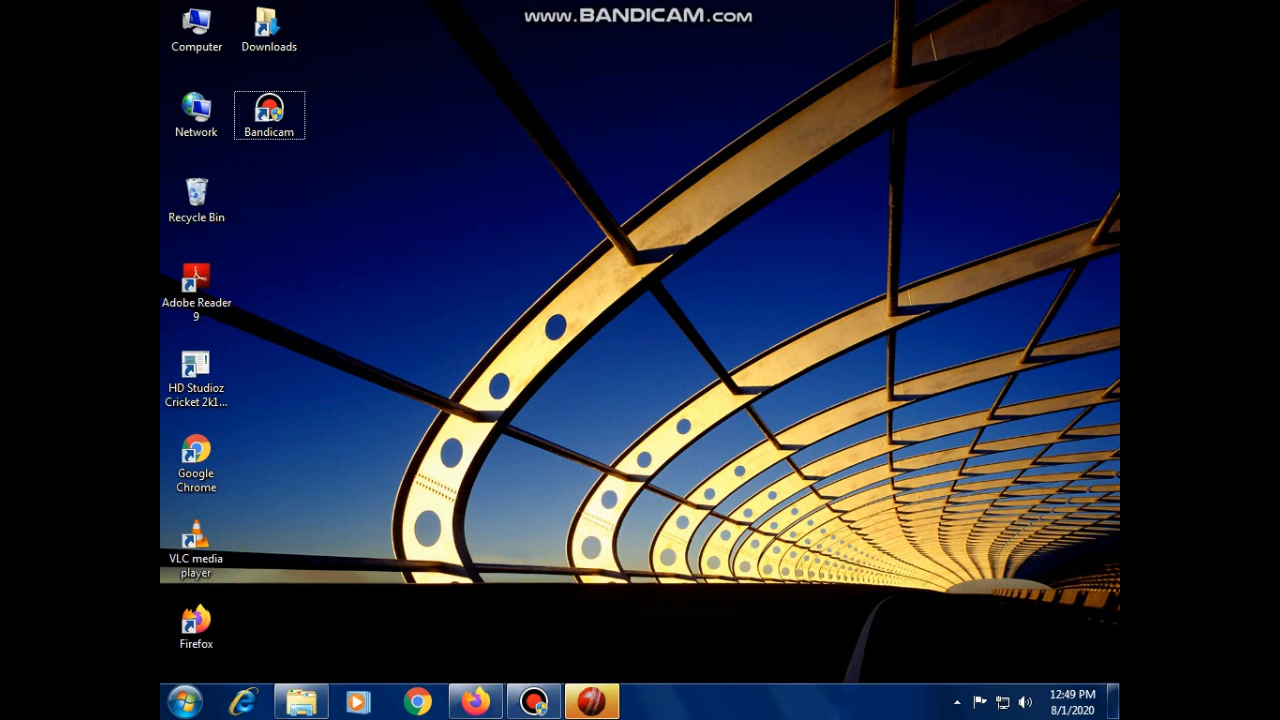 www.BANDICAM.com
Computer
Downloads
Network
Bandicam
Recycle Bin
Adobe Reader
9
HD Studioz
Cricket 2k1...
Google
Chrome
VLC media
player
Firefox
12:49 PM
8/1/2020